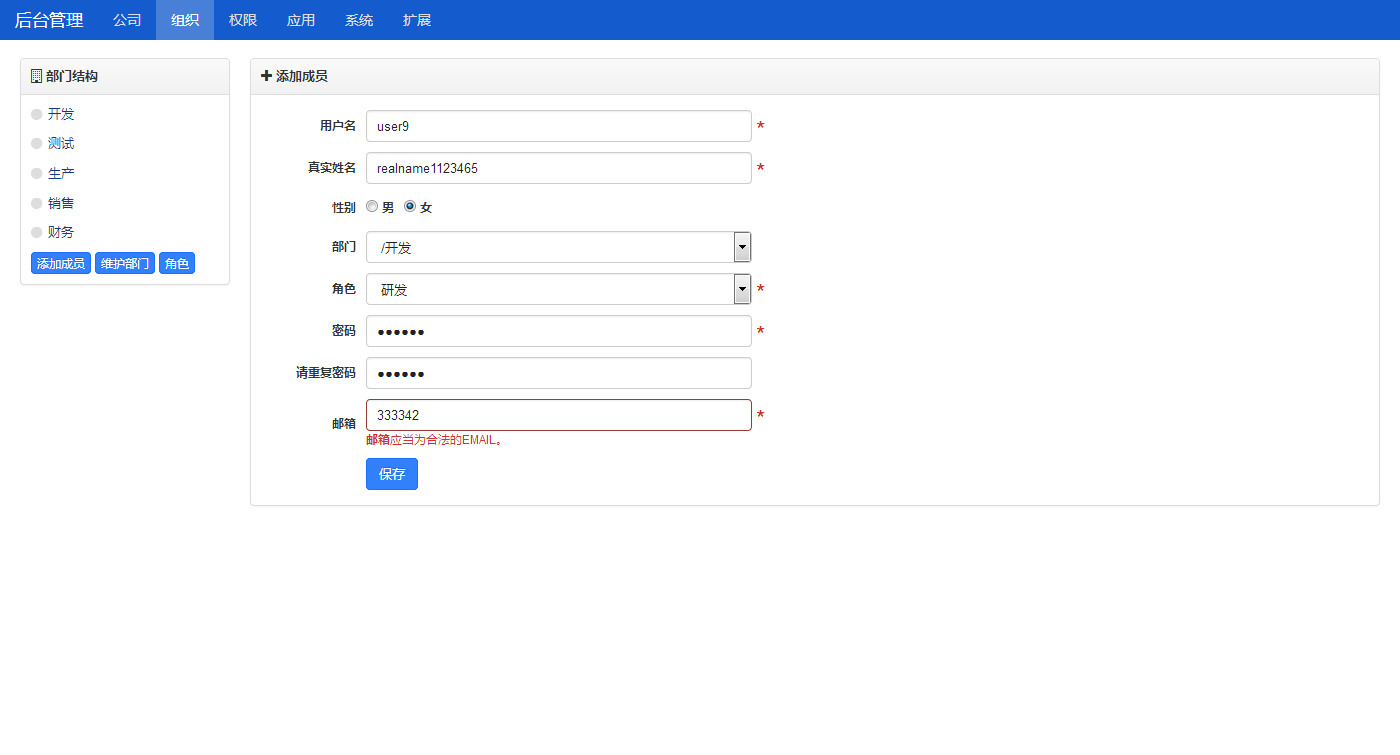 后台管理 公司 组织 权限 应用 系统 扩展
部门结构
开发
测试
生产
销售
财务
添加成员 维护部门 角色
添加成员
用户名 user9 *
真实姓名 realname1123465 *
性别 男 女
部门 /开发
角色 研发 *
密码 ●●●●●● *
请重复密码 ●●●●●●
邮箱 333342 *
邮箱应当为合法的EMAIL。
保存